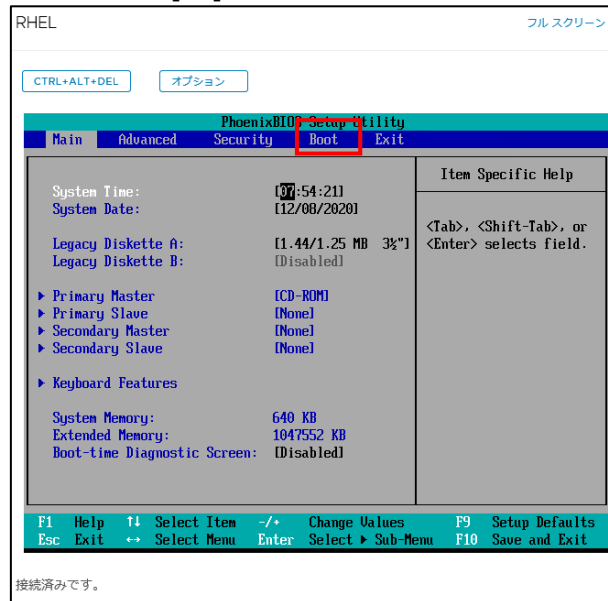 RHEL
フル スクリーン
CTRL+ALT+DEL オプション
PhoenixBIOS Setup Utility
Main Advanced Security Boot Exit
Item Specific Help
System Time: [07:54:21]
System Date: [12/08/2020]
<Tab>, <Shift-Tab>, or
<Enter> selects field.
Legacy Diskette A: [1.44/1.25 MB 3½"]
Legacy Diskette B: [Disabled]
▶ Primary Master [CD-ROM]
▶ Primary Slave [None]
▶ Secondary Master [None]
▶ Secondary Slave [None]
▶ Keyboard Features
System Memory: 640 KB
Extended Memory: 1047552 KB
Boot-time Diagnostic Screen: [Disabled]
F1 Help ↑↓ Select Item -/+ Change Values F9 Setup Defaults
Esc Exit ↔ Select Menu Enter Select ▶ Sub-Menu F10 Save and Exit
接続済みです。